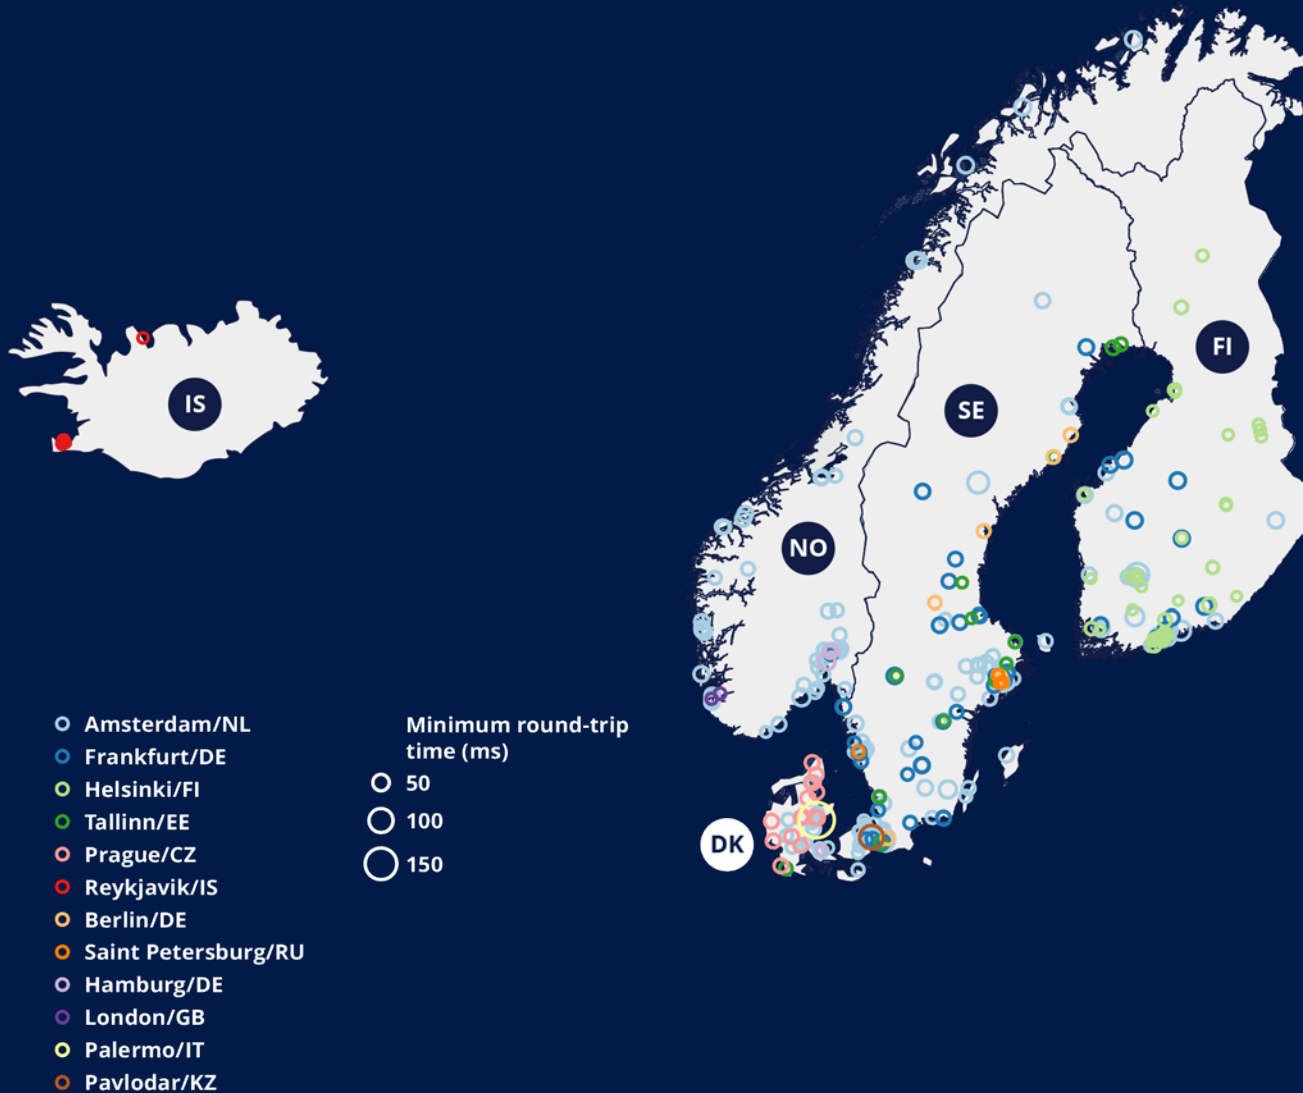 IS
FI
SE
NO
DK
Amsterdam/NL
Frankfurt/DE
Helsinki/FI
Tallinn/EE
Prague/CZ
Reykjavik/IS
Berlin/DE
Saint Petersburg/RU
Hamburg/DE
London/GB
Palermo/IT
Pavlodar/KZ
Minimum round-trip
time (ms)
50
100
150